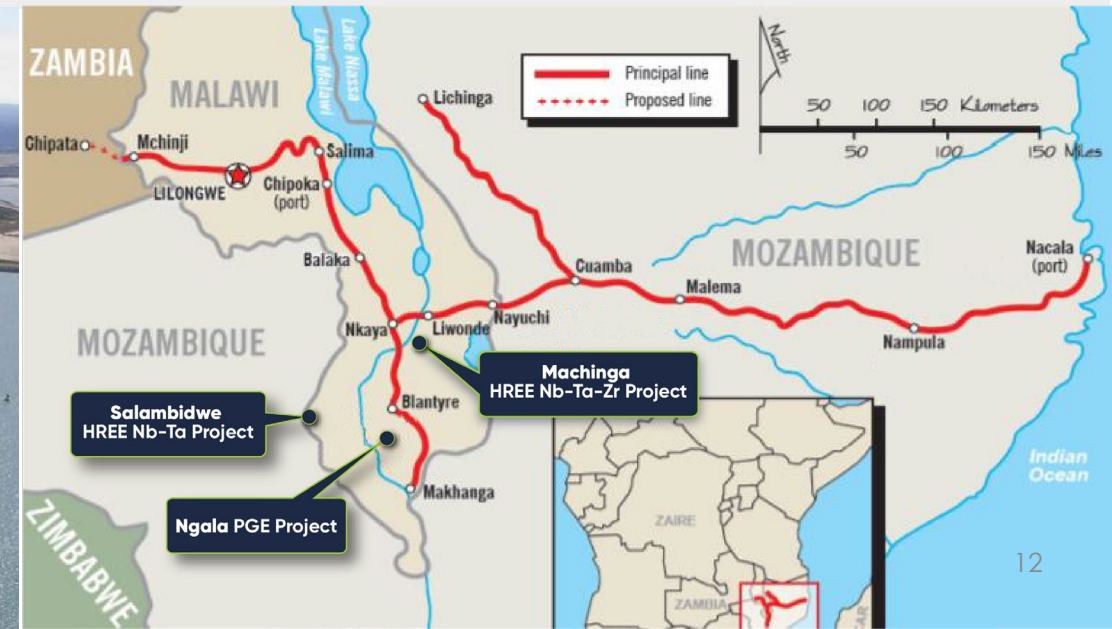 ZAMBIA
MALAWI
Lake Malawi
Lake Niassa
Principal line
Proposed line
North
50 100 150 Kilometers
50 100 150 Miles
Lichinga
Chipata
Mchinji
Salima
LILONGWE
Chipoka
(port)
MOZAMBIQUE
Nacala
(port)
Balaka
Cuamba
Malema
Nkaya
Liwonde
Nayuchi
Nampula
MOZAMBIQUE
Machinga
HREE Nb-Ta-Zr Project
Salambidwe
HREE Nb-Ta Project
Blantyre
Makhanga
Ngala PGE Project
Indian
Ocean
ZIMBABWE
ZAIRE
ZAMBIA
12